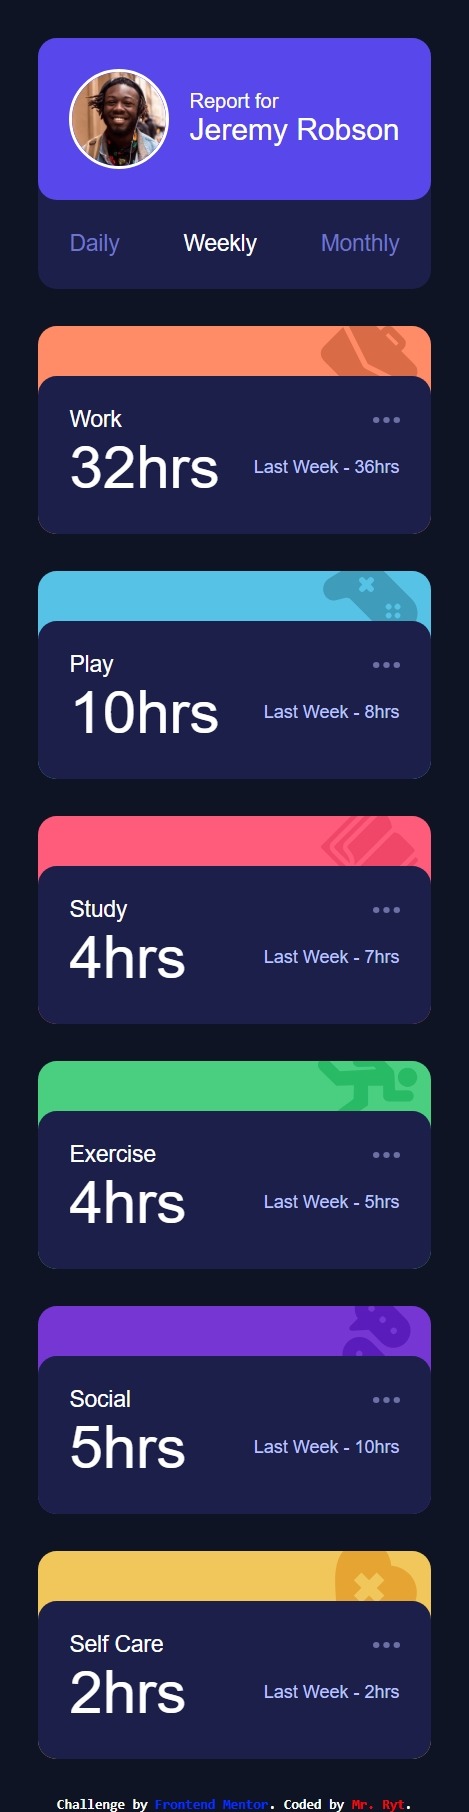 Report for
Jeremy Robson
Daily Weekly Monthly
Work
32hrs Last Week - 36hrs
Play
10hrs Last Week - 8hrs
Study
4hrs Last Week - 7hrs
Exercise
4hrs Last Week - 5hrs
Social
5hrs Last Week - 10hrs
Self Care
2hrs Last Week - 2hrs
Challenge by Frontend Mentor. Coded by Mr. Ryt.